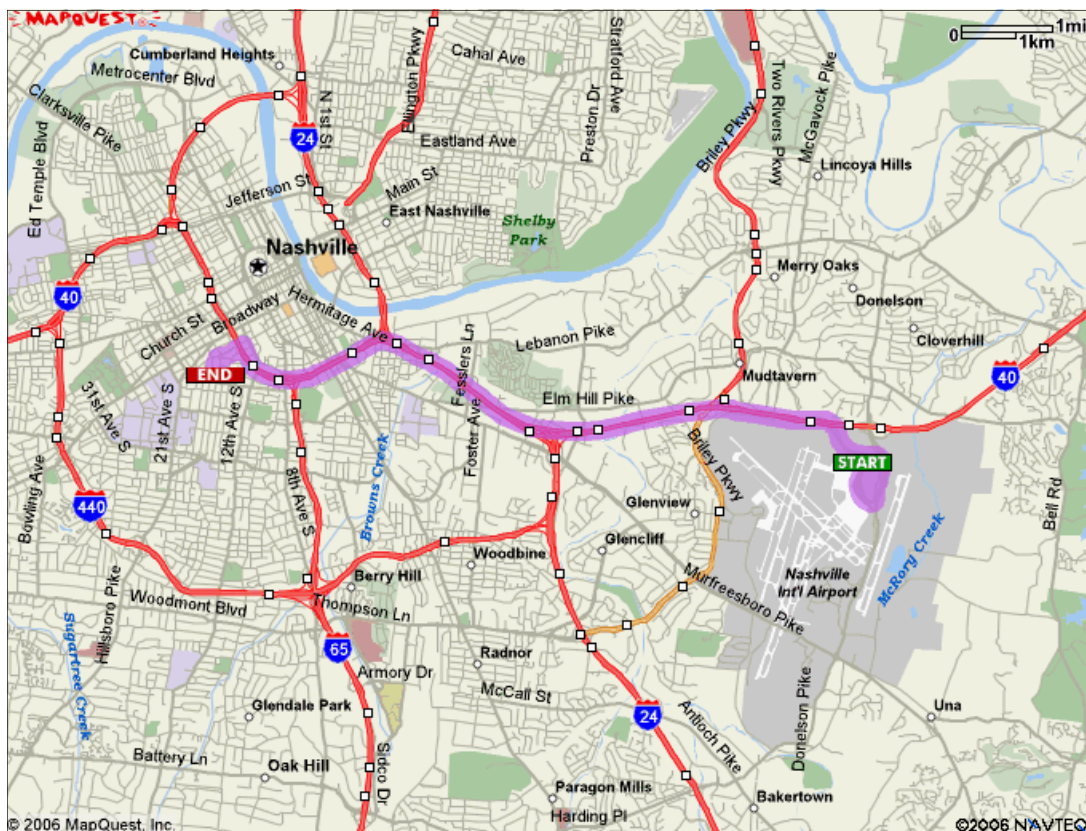 MAPQUEST.
1mi
0
1km
Cumberland Heights
Metrocenter Blvd
Clarksville Pike
Ed Temple Blvd
N 1st St
24
Ellington Pkwy
Cahal Ave
Stratford Ave
Preston Dr
Eastland Ave
Briley Pkwy
Two Rivers Pkwy
McGavock Pike
Lincoya Hills
Jefferson St
Main St
East Nashville
Shelby
Park
Nashville
Merry Oaks
Donelson
Cloverhill
40
Church St
Broadway
Hermitage Ave
Lebanon Pike
Fesslers Ln
Mudtavern
40
END
Elm Hill Pike
31st Ave S
21st Ave S
12th Ave S
8th Ave S
Browns Creek
Foster Ave
Briley Pkwy
START
Bowling Ave
440
Glenview
Glencliff
Woodbine
McRory Creek
Bell Rd
Nashville
Int'l Airport
Berry Hill
Woodmont Blvd
Thompson Ln
Murfreesboro Pike
Hillsboro Pike
Sugartree Creek
65
Radnor
Armory Dr
McCall St
Glendale Park
24
Antioch Pike
Donelson Pike
Una
Battery Ln
Oak Hill
Sidco Dr
Paragon Mills
Harding Pl
Bakertown
© 2006 MapQuest, Inc.
©2006 NAVTEQ